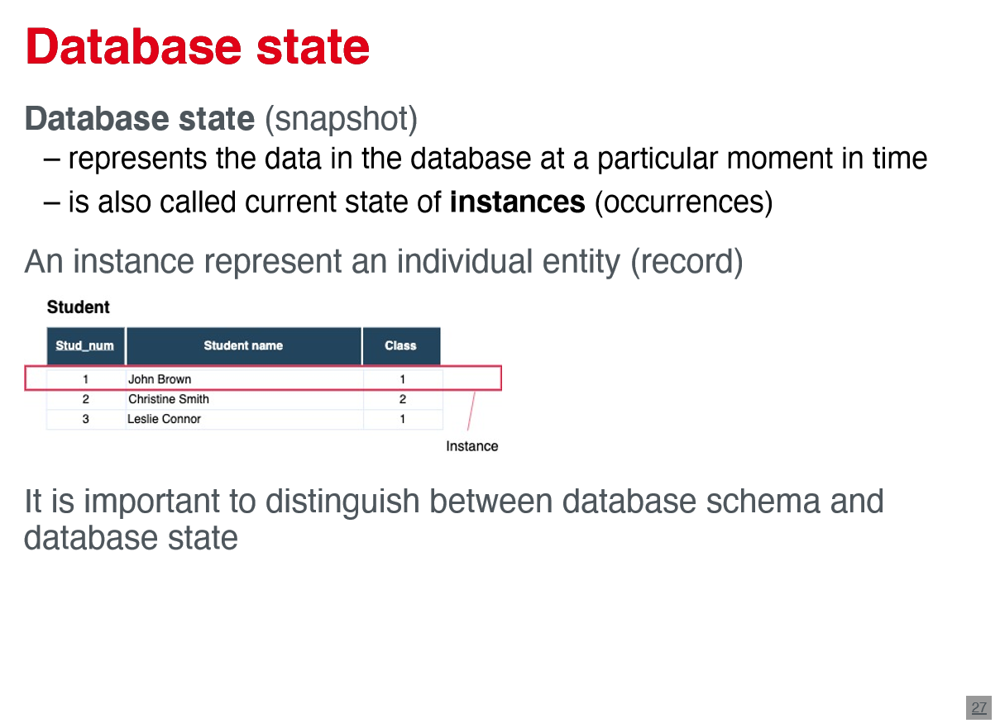 Database state
Database state (snapshot)
– represents the data in the database at a particular moment in time
– is also called current state of instances (occurrences)
An instance represent an individual entity (record)
Student
Stud_num Student name Class
1 John Brown 1
2 Christine Smith 2
3 Leslie Connor 1
Instance
It is important to distinguish between database schema and
database state
27